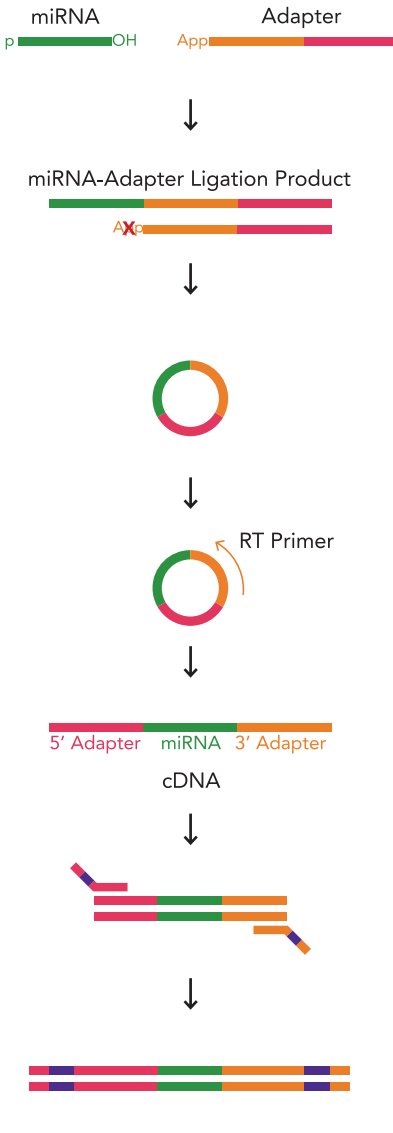 miRNA
Adapter
p
OH
App
miRNA-Adapter Ligation Product
App
X
RT Primer
5′ Adapter
miRNA
3′ Adapter
cDNA